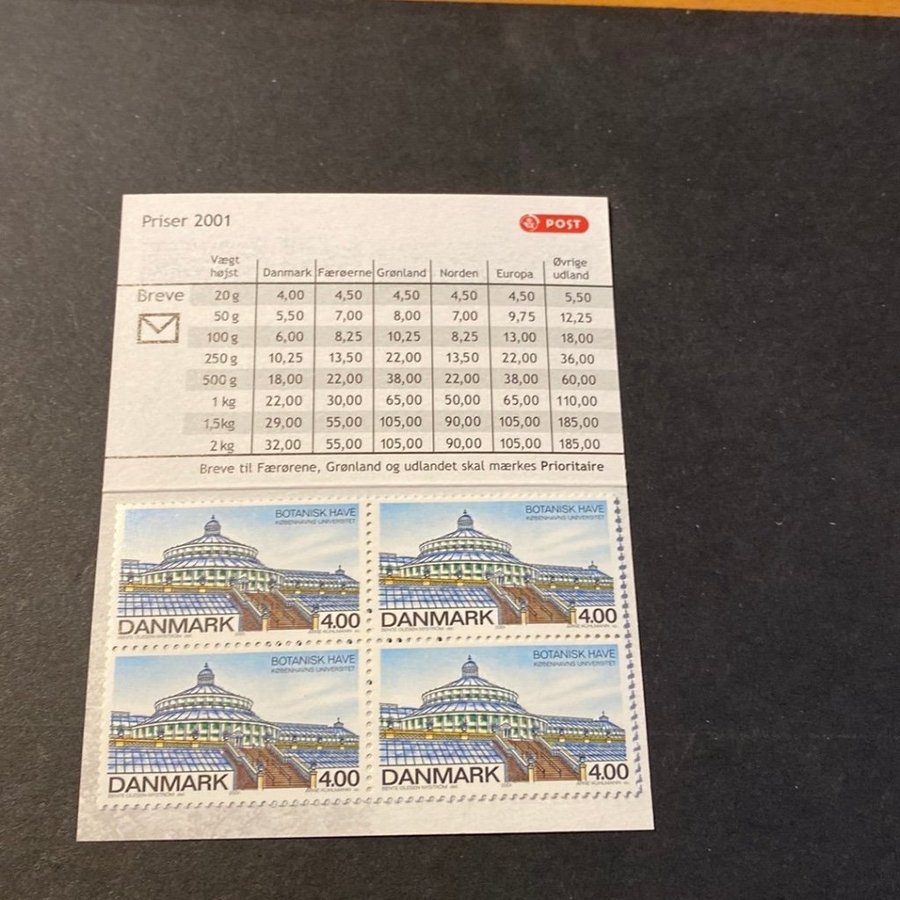 Priser 2001 POST
Vægt højst Danmark Færøerne Grønland Norden Europa Øvrige udland
Breve 20 g 4,00 4,50 4,50 4,50 4,50 5,50
50 g 5,50 7,00 8,00 7,00 9,75 12,25
100 g 6,00 8,25 10,25 8,25 13,00 18,00
250 g 10,25 13,50 22,00 13,50 22,00 36,00
500 g 18,00 22,00 38,00 22,00 38,00 60,00
1 kg 22,00 30,00 65,00 50,00 65,00 110,00
1,5kg 29,00 55,00 105,00 90,00 105,00 185,00
2 kg 32,00 55,00 105,00 90,00 105,00 185,00
Breve til Færørene, Grønland og udlandet skal mærkes Prioritaire
BOTANISK HAVE
KØBENHAVNS UNIVERSITET
DANMARK 4.00
BOTANISK HAVE
KØBENHAVNS UNIVERSITET
DANMARK 4.00
BOTANISK HAVE
KØBENHAVNS UNIVERSITET
DANMARK 4.00
BOTANISK HAVE
KØBENHAVNS UNIVERSITET
DANMARK 4.00